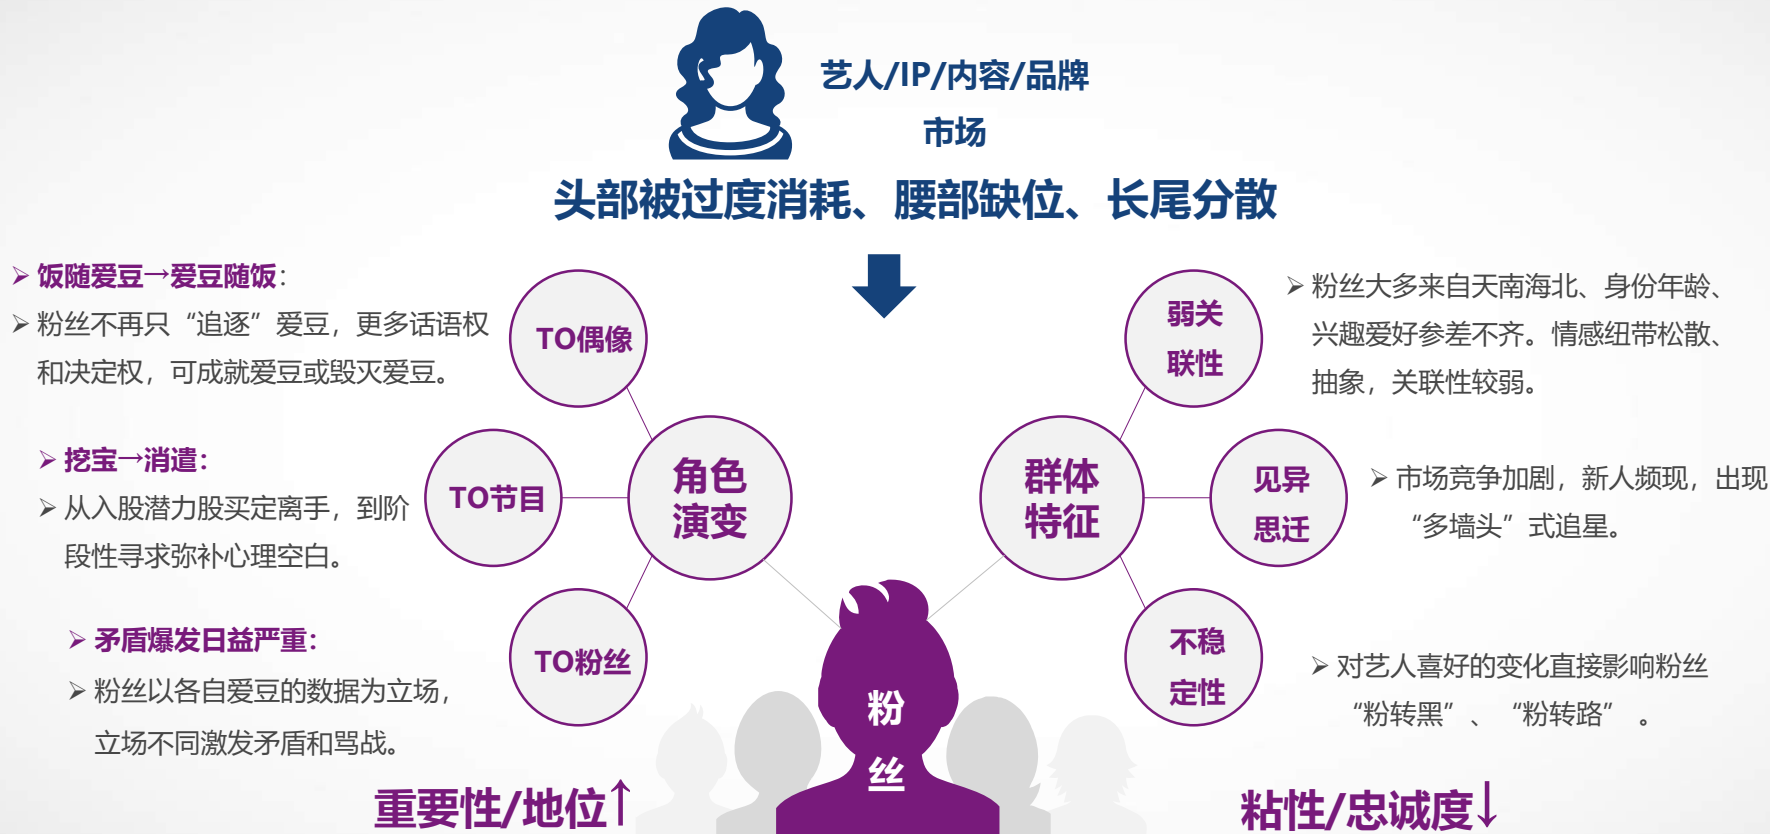 艺人/IP/内容/品牌
市场
头部被过度消耗、腰部缺位、长尾分散
饭随爱豆→爱豆随饭：
粉丝不再只“追逐”爱豆，更多话语权
和决定权，可成就爱豆或毁灭爱豆。
TO偶像
挖宝→消遣：
从入股潜力股买定离手，到阶
段性寻求弥补心理空白。
TO节目
矛盾爆发日益严重：
粉丝以各自爱豆的数据为立场，
立场不同激发矛盾和骂战。
TO粉丝
角色
演变
重要性/地位↑
粉
丝
群体
特征
弱关
联性
粉丝大多来自天南海北、身份年龄、
兴趣爱好参差不齐。情感纽带松散、
抽象，关联性较弱。
见异
思迁
市场竞争加剧，新人频现，出现
“多墙头”式追星。
不稳
定性
对艺人喜好的变化直接影响粉丝
“粉转黑”、“粉转路” 。
粘性/忠诚度↓